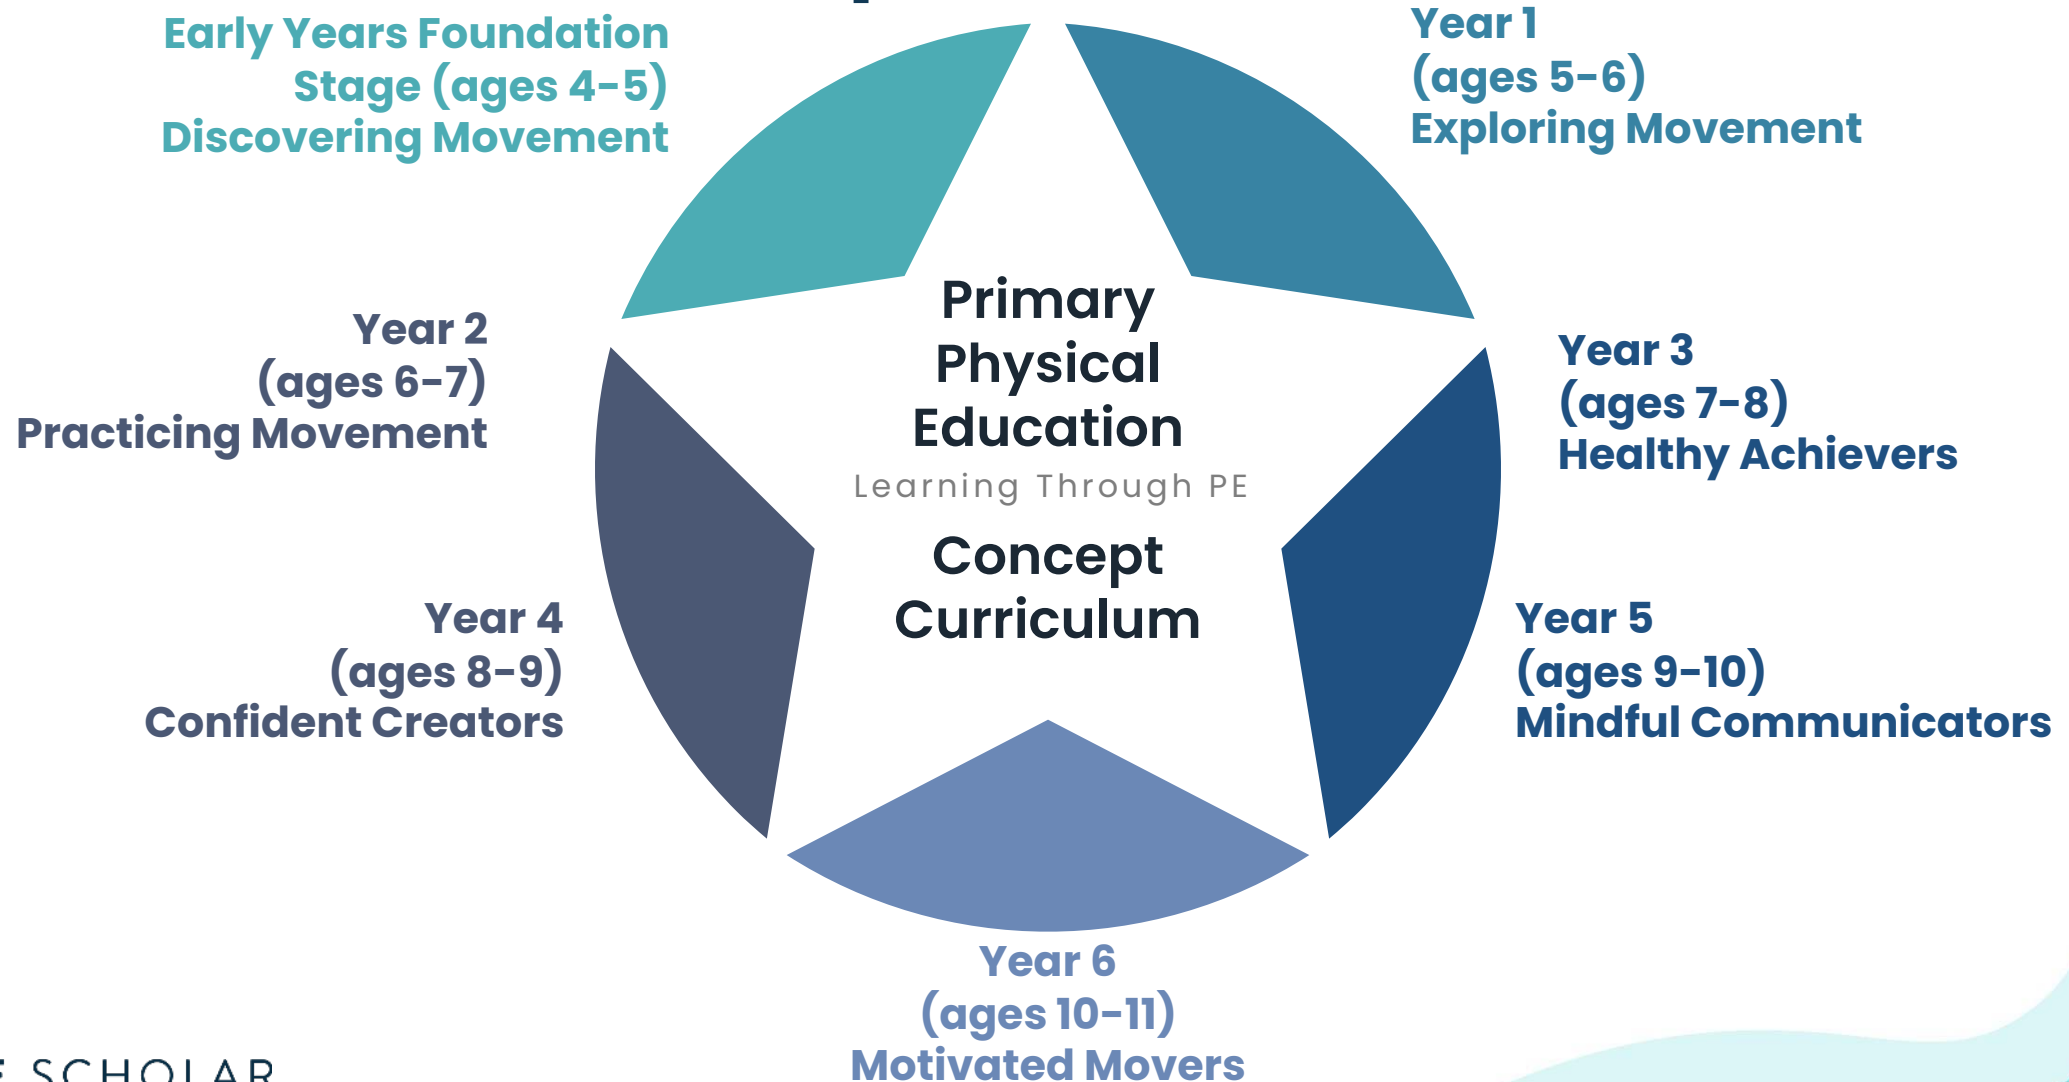 Early Years Foundation
Stage (ages 4-5)
Discovering Movement
Year 1
(ages 5-6)
Exploring Movement
Year 2
(ages 6-7)
Practicing Movement
Year 3
(ages 7-8)
Healthy Achievers
Primary
Physical
Education
Learning Through PE
Concept
Curriculum
Year 4
(ages 8-9)
Confident Creators
Year 5
(ages 9-10)
Mindful Communicators
Year 6
(ages 10-11)
Motivated Movers
SCHOLAR